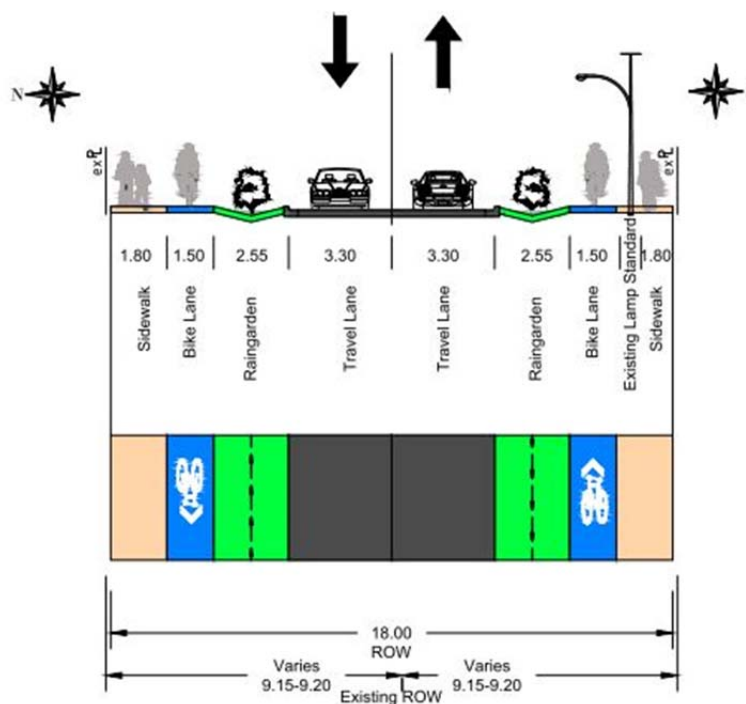 N
ex PL
ex PL
1.80
1.50
2.55
3.30
3.30
2.55
1.50
1.80
Sidewalk
Bike Lane
Raingarden
Travel Lane
Travel Lane
Raingarden
Bike Lane
Existing Lamp Standard
Sidewalk
18.00
ROW
Varies
9.15-9.20
Varies
9.15-9.20
Existing ROW